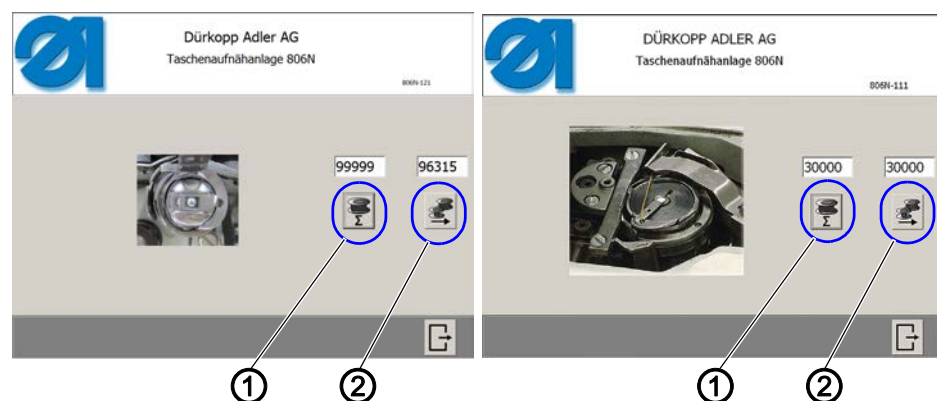 Dürkopp Adler AG
Taschenaufnähanlage 806N
806N-121
99999
96315
Σ
1
2
DÜRKOPP ADLER AG
Taschenaufnähanlage 806N
806N-111
30000
30000
Σ
1
2